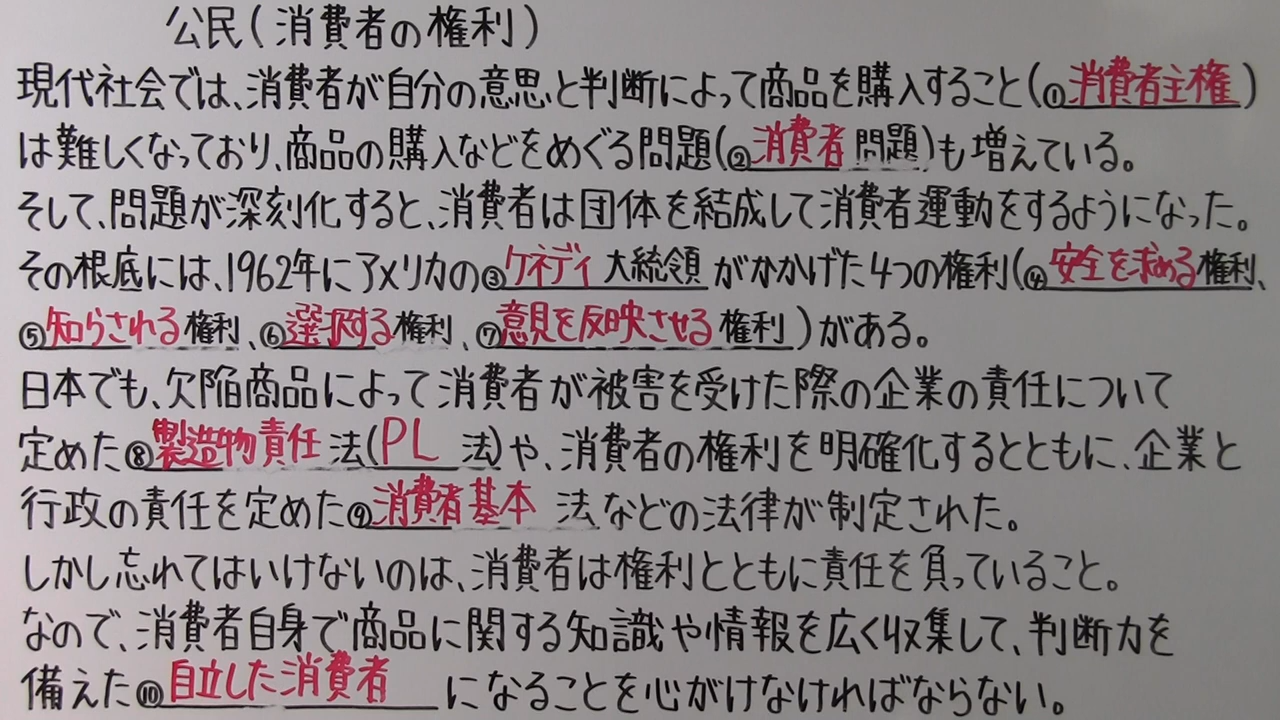 公民(消費者の権利)
現代社会では、消費者が自分の意思と判断によって商品を購入すること(①消費者主権)
は難しくなっており、商品の購入などをめぐる問題(②消費者問題)も増えている。
そして、問題が深刻化すると、消費者は団体を結成して消費者運動をするようになった。
その根底には、1962年にアメリカの③ケネディ大統領がかかげた4つの権利(④安全を求める権利、
⑤知らされる権利、⑥選択する権利、⑦意見を反映させる権利)がある。
日本でも、欠陥商品によって消費者が被害を受けた際の企業の責任について
定めた⑧製造物責任法(PL法)や、消費者の権利を明確化するとともに、企業と
行政の責任を定めた⑨消費者基本法などの法律が制定された。
しかし忘れてはいけないのは、消費者は権利とともに責任を負っていること。
なので、消費者自身で商品に関する知識や情報を広く収集して、判断力を
備えた⑩自立した消費者になることを心がけなければならない。